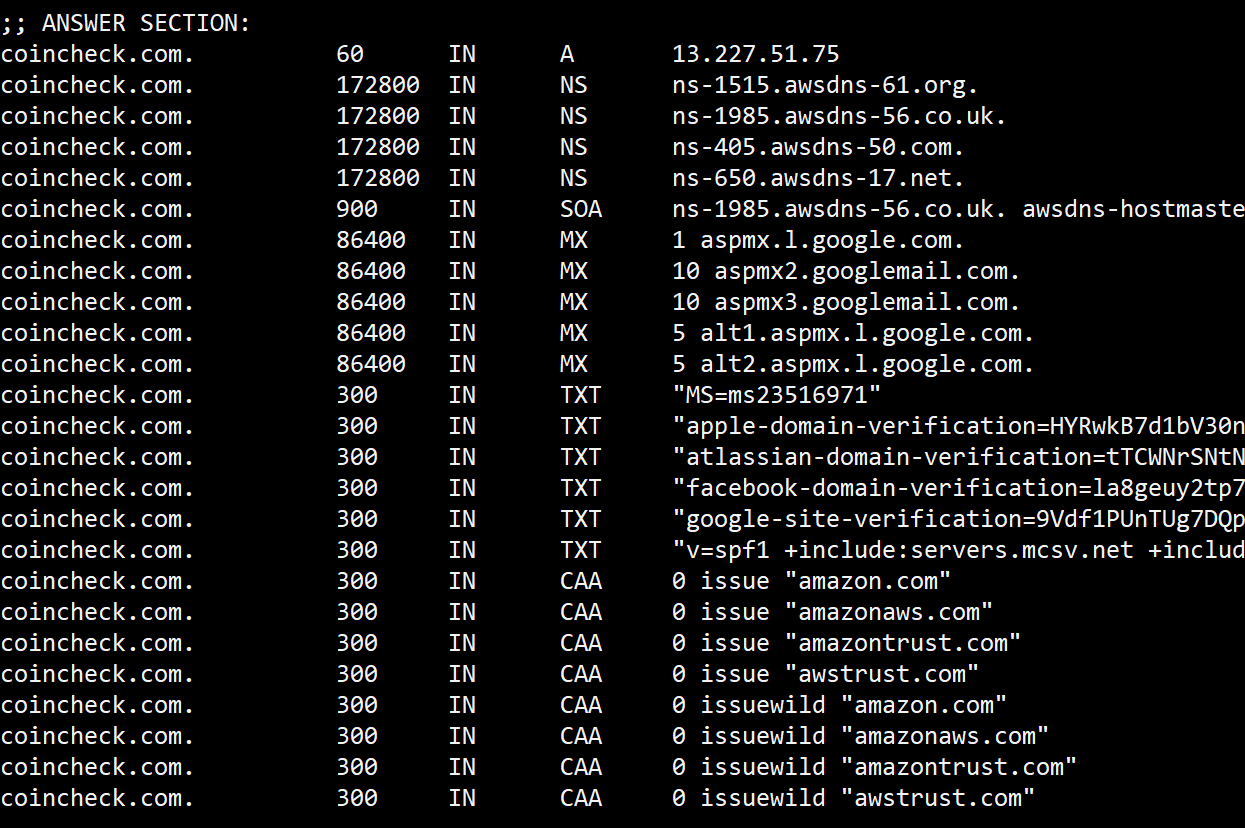 ;; ANSWER SECTION:
coincheck.com. 60 IN A 13.227.51.75
coincheck.com. 172800 IN NS ns-1515.awsdns-61.org.
coincheck.com. 172800 IN NS ns-1985.awsdns-56.co.uk.
coincheck.com. 172800 IN NS ns-405.awsdns-50.com.
coincheck.com. 172800 IN NS ns-650.awsdns-17.net.
coincheck.com. 900 IN SOA ns-1985.awsdns-56.co.uk. awsdns-hostmaste
coincheck.com. 86400 IN MX 1 aspmx.l.google.com.
coincheck.com. 86400 IN MX 10 aspmx2.googlemail.com.
coincheck.com. 86400 IN MX 10 aspmx3.googlemail.com.
coincheck.com. 86400 IN MX 5 alt1.aspmx.l.google.com.
coincheck.com. 86400 IN MX 5 alt2.aspmx.l.google.com.
coincheck.com. 300 IN TXT "MS=ms23516971"
coincheck.com. 300 IN TXT "apple-domain-verification=HYRwkB7d1bV30n
coincheck.com. 300 IN TXT "atlassian-domain-verification=tTCWNrSNtN
coincheck.com. 300 IN TXT "facebook-domain-verification=la8geuy2tp7
coincheck.com. 300 IN TXT "google-site-verification=9Vdf1PUnTUg7DQp
coincheck.com. 300 IN TXT "v=spf1 +include:servers.mcsv.net +includ
coincheck.com. 300 IN CAA 0 issue "amazon.com"
coincheck.com. 300 IN CAA 0 issue "amazonaws.com"
coincheck.com. 300 IN CAA 0 issue "amazontrust.com"
coincheck.com. 300 IN CAA 0 issue "awstrust.com"
coincheck.com. 300 IN CAA 0 issuewild "amazon.com"
coincheck.com. 300 IN CAA 0 issuewild "amazonaws.com"
coincheck.com. 300 IN CAA 0 issuewild "amazontrust.com"
coincheck.com. 300 IN CAA 0 issuewild "awstrust.com"